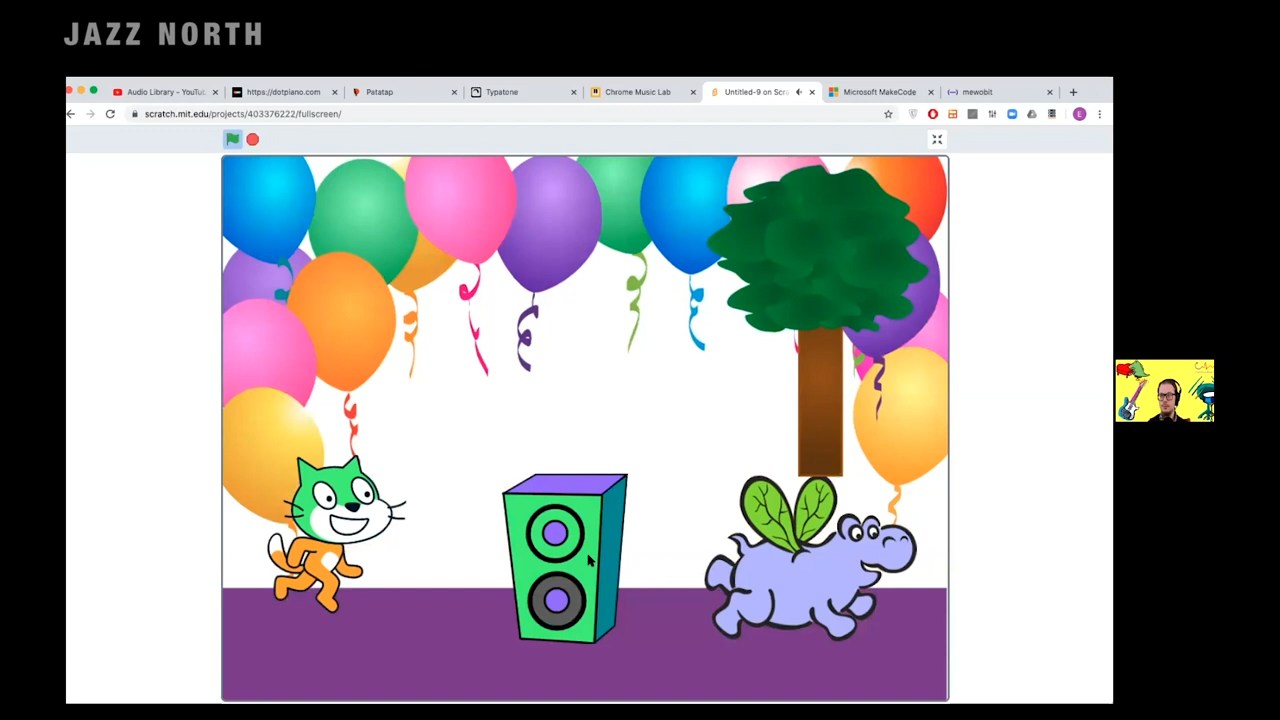 JAZZ NORTH
Audio Library - YouTu
https://dotpiano.com
Patatap
Typatone
Chrome Music Lab
Untitled-9 on Scra
Microsoft MakeCode
mewobit
scratch.mit.edu/projects/403376222/fullscreen/
E